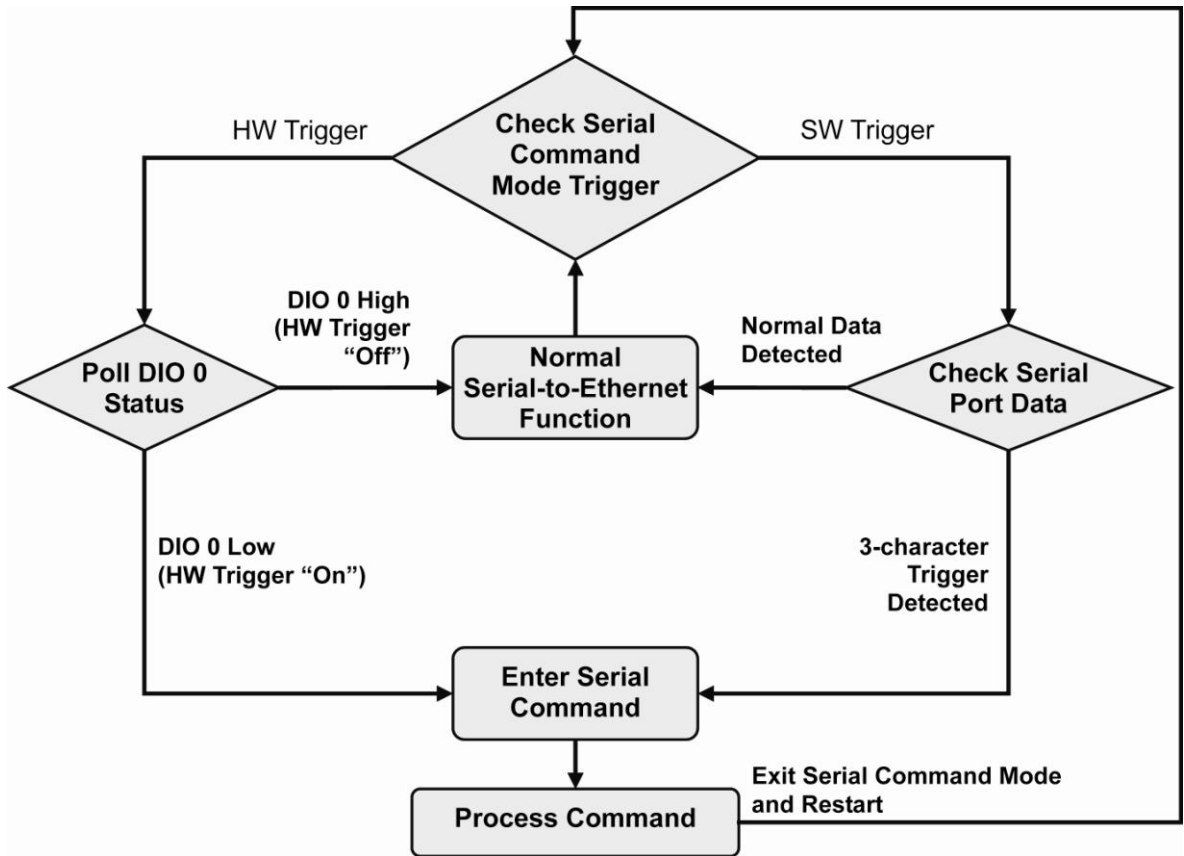 HW Trigger
Check Serial
Command
Mode Trigger
SW Trigger
DIO 0 High
(HW Trigger
“Off”)
Normal Data
Detected
Poll DIO 0
Status
Normal
Serial-to-Ethernet
Function
Check Serial
Port Data
DIO 0 Low
(HW Trigger “On”)
3-character
Trigger
Detected
Enter Serial
Command
Process Command
Exit Serial Command Mode
and Restart